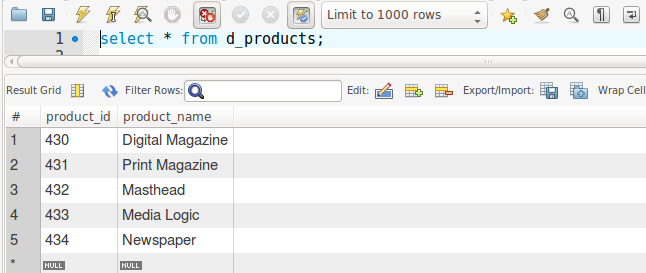 Limit to 1000 rows
1 select * from d_products;
2
Result Grid Filter Rows: Edit: Export/Import: Wrap Cell
# product_id product_name
1 430 Digital Magazine
2 431 Print Magazine
3 432 Masthead
4 433 Media Logic
5 434 Newspaper
* NULL NULL